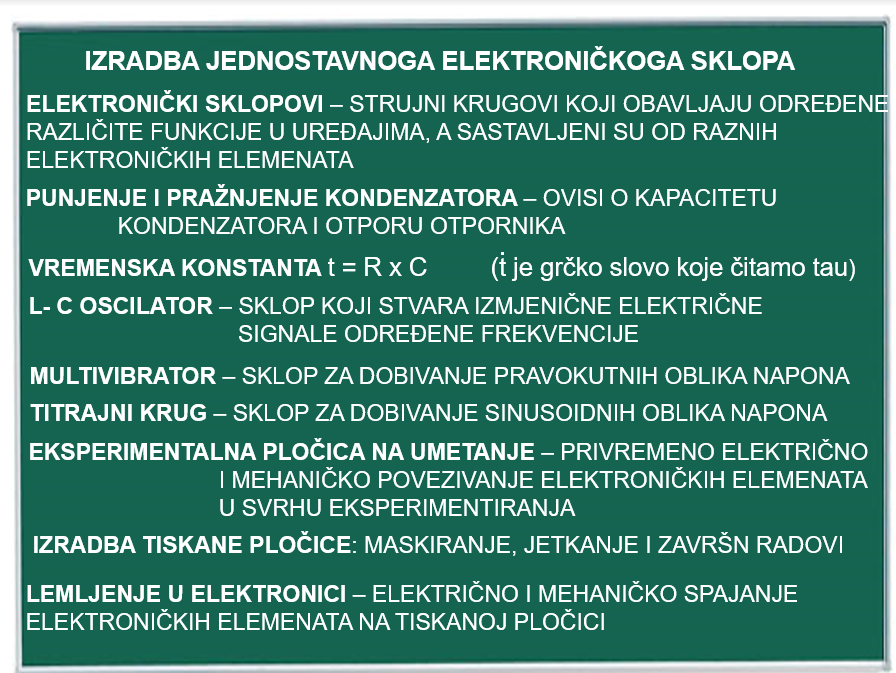 IZRADBA JEDNOSTAVNOGA ELEKTRONIČKOGA SKLOPA
ELEKTRONIČKI SKLOPOVI – STRUJNI KRUGOVI KOJI OBAVLJAJU ODREĐENE
RAZLIČITE FUNKCIJE U UREĐAJIMA, A SASTAVLJENI SU OD RAZNIH
ELEKTRONIČKIH ELEMENATA
PUNJENJE I PRAŽNJENJE KONDENZATORA – OVISI O KAPACITETU
KONDENZATORA I OTPORU OTPORNIKA
VREMENSKA KONSTANTA t = R x C (ṫ je grčko slovo koje čitamo tau)
L- C OSCILATOR – SKLOP KOJI STVARA IZMJENIČNE ELEKTRIČNE
SIGNALE ODREĐENE FREKVENCIJE
MULTIVIBRATOR – SKLOP ZA DOBIVANJE PRAVOKUTNIH OBLIKA NAPONA
TITRAJNI KRUG – SKLOP ZA DOBIVANJE SINUSOIDNIH OBLIKA NAPONA
EKSPERIMENTALNA PLOČICA NA UMETANJE – PRIVREMENO ELEKTRIČNO
I MEHANIČKO POVEZIVANJE ELEKTRONIČKIH ELEMENATA
U SVRHU EKSPERIMENTIRANJA
IZRADBA TISKANE PLOČICE: MASKIRANJE, JETKANJE I ZAVRŠN RADOVI
LEMLJENJE U ELEKTRONICI – ELEKTRIČNO I MEHANIČKO SPAJANJE
ELEKTRONIČKIH ELEMENATA NA TISKANOJ PLOČICI